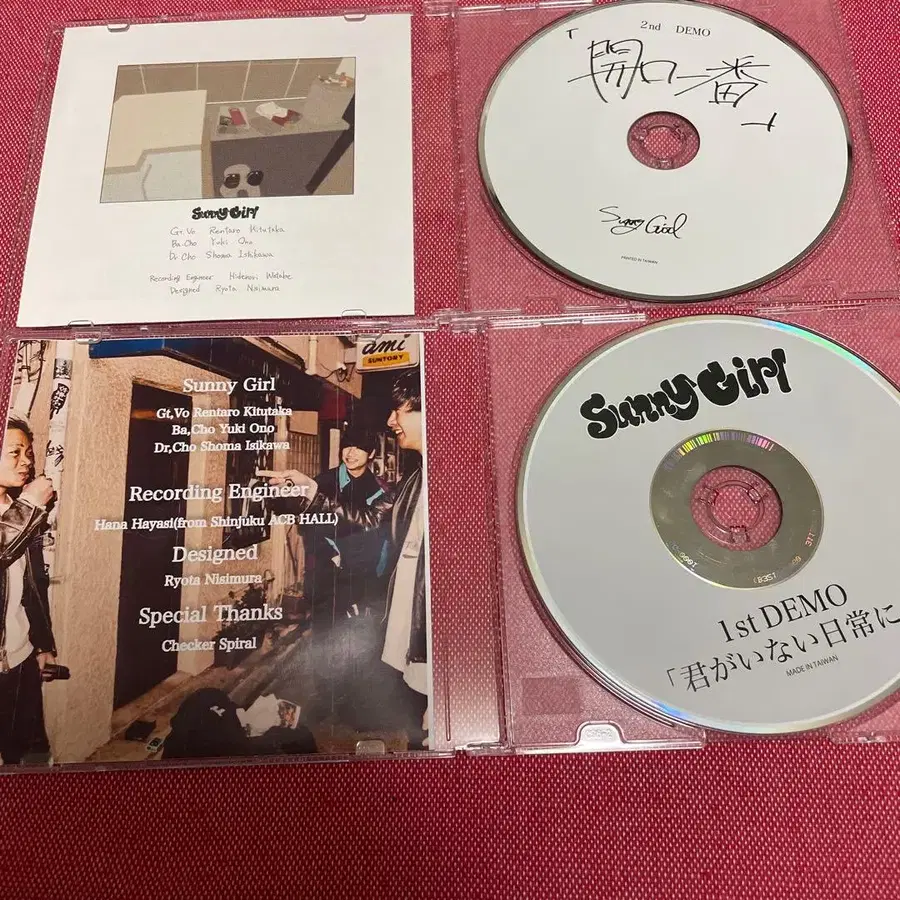 Sunny Girl
Gt,Vo Rentaro Kitutaka
Ba.Cho Yuki Ono
Dr.Cho Shoma Ishikawa
Recording Engineer Hidenori Watabe
Designed Ryota Nisimura
2nd DEMO
「開口一番」
Sunny Girl
PRINTED IN TAIWAN
ami
SUNTORY
Sunny Girl
Gt,Vo Rentaro Kitutaka
Ba,Cho Yuki Ono
Dr,Cho Shoma Isikawa
Recording Engineer
Hana Hayasi(from Shinjuku ACB HALL)
Designed
Ryota Nisimura
Special Thanks
Checker Spiral
Sunny Girl
1st DEMO
「君がいない日常に
MADE IN TAIWAN